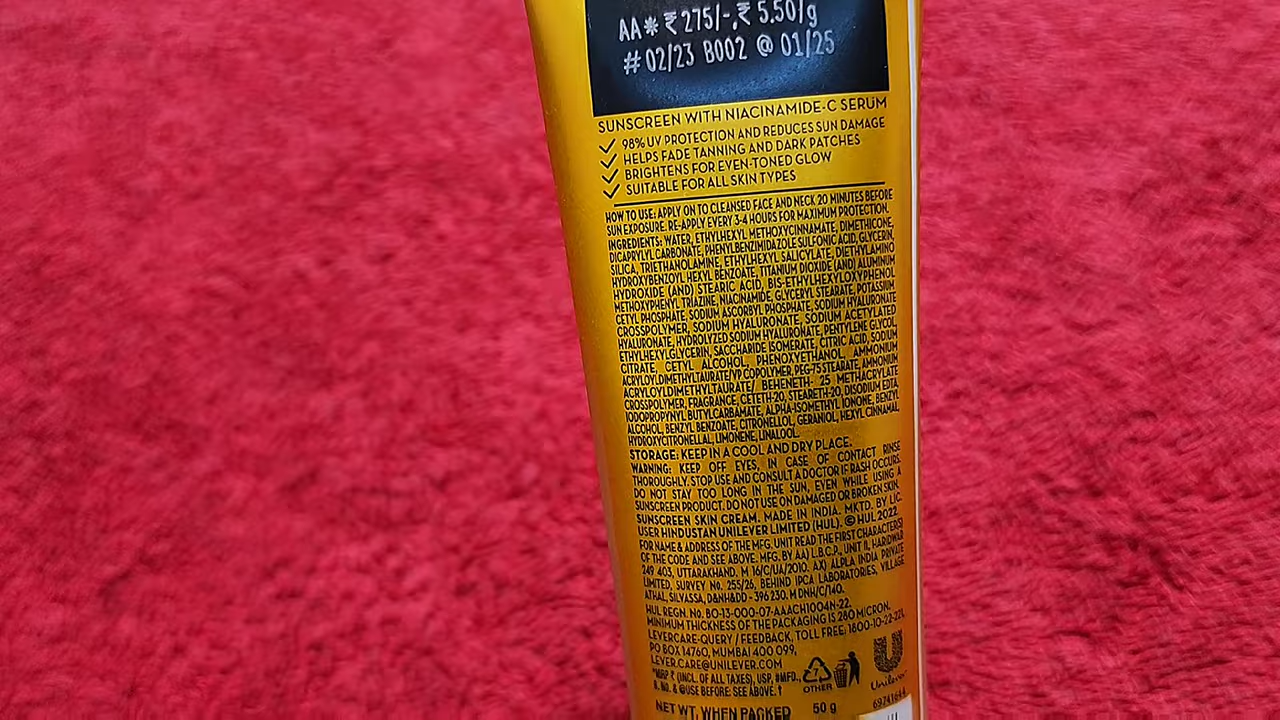 AA* ₹ 275/-, ₹ 5.50/g
# 02/23 B002 @ 01/25
SUNSCREEN WITH NIACINAMIDE-C SERUM
✓ 98% UV PROTECTION AND REDUCES SUN DAMAGE
✓ HELPS FADE TANNING AND DARK PATCHES
✓ BRIGHTENS FOR EVEN-TONED GLOW
✓ SUITABLE FOR ALL SKIN TYPES
HOW TO USE: APPLY ON TO CLEANSED FACE AND NECK 20 MINUTES BEFORE
SUN EXPOSURE. RE-APPLY EVERY 3-4 HOURS FOR MAXIMUM PROTECTION.
INGREDIENTS: WATER, ETHYLHEXYL METHOXYCINNAMATE, DIMETHICONE,
DICAPRYLYL CARBONATE, PHENYLBENZIMIDAZOLE SULFONIC ACID, GLYCERIN,
SILICA, TRIETHANOLAMINE, ETHYLHEXYL SALICYLATE, DIETHYLAMINO
HYDROXYBENZOYL HEXYL BENZOATE, TITANIUM DIOXIDE (AND) ALUMINUM
HYDROXIDE (AND) STEARIC ACID, BIS-ETHYLHEXYLOXYPHENOL
METHOXYPHENYL TRIAZINE, NIACINAMIDE, GLYCERYL STEARATE, POTASSIUM
CETYL PHOSPHATE, SODIUM ASCORBYL PHOSPHATE, SODIUM HYALURONATE
CROSSPOLYMER, SODIUM HYALURONATE, SODIUM ACETYLATED
HYALURONATE, HYDROLYZED SODIUM HYALURONATE, PENTYLENE GLYCOL,
ETHYLHEXYLGLYCERIN, SACCHARIDE ISOMERATE, CITRIC ACID, SODIUM
CITRATE, CETYL ALCOHOL, PHENOXYETHANOL, AMMONIUM
ACRYLOYLDIMETHYLTAURATE/VP COPOLYMER, PEG-75 STEARATE, AMMONIUM
ACRYLOYLDIMETHYLTAURATE/ BEHENETH- 25 METHACRYLATE
CROSSPOLYMER, FRAGRANCE, CETETH-20, STEARETH-20, DISODIUM EDTA
IODOPROPYNYL BUTYLCARBAMATE, ALPHA-ISOMETHYL IONONE, BENZYL
ALCOHOL, BENZYL BENZOATE, CITRONELLOL, GERANIOL, HEXYL CINNAMAL,
HYDROXYCITRONELLAL, LIMONENE, LINALOOL.
STORAGE: KEEP IN A COOL AND DRY PLACE.
WARNING: KEEP OFF EYES, IN CASE OF CONTACT RINSE
THOROUGHLY. STOP USE AND CONSULT A DOCTOR IF RASH OCCURS.
DO NOT STAY TOO LONG IN THE SUN, EVEN WHILE USING A
SUNSCREEN PRODUCT. DO NOT USE ON DAMAGED OR BROKEN SKIN.
SUNSCREEN SKIN CREAM. MADE IN INDIA. MKTD. BY LIC.
USER HINDUSTAN UNILEVER LIMITED (HUL). © HUL 2022.
FOR NAME & ADDRESS OF THE MFG. UNIT READ THE FIRST CHARACTER(S)
OF THE CODE AND SEE ABOVE. MFG. BY AA) L.B.C.P., UNIT II, HARIDWAR
249 403, UTTARAKHAND. M 16/C/UA/2010. AX) ALPLA INDIA PRIVATE
LIMITED, SURVEY No. 255/26, BEHIND IPCA LABORATORIES, VILLAGE
ATHAL, SILVASSA, D&NH&DD - 396 230. M DNH/C/140.
HUL REGN. No. BO-13-000-07-AAACH1004N-22.
MINIMUM THICKNESS OF THE PACKAGING IS 280 MICRON.
LEVERCARE-QUERY / FEEDBACK, TOLL FREE: 1800-10-22-221,
PO BOX 14760, MUMBAI 400 099,
LEVER.CARE@UNILEVER.COM
*MRP ₹ (INCL. OF ALL TAXES), USP, #MFD.,
B. NO. & @USE BEFORE: SEE ABOVE. †
7
OTHER
Unilever
NET WT. WHEN PACKED 50 g